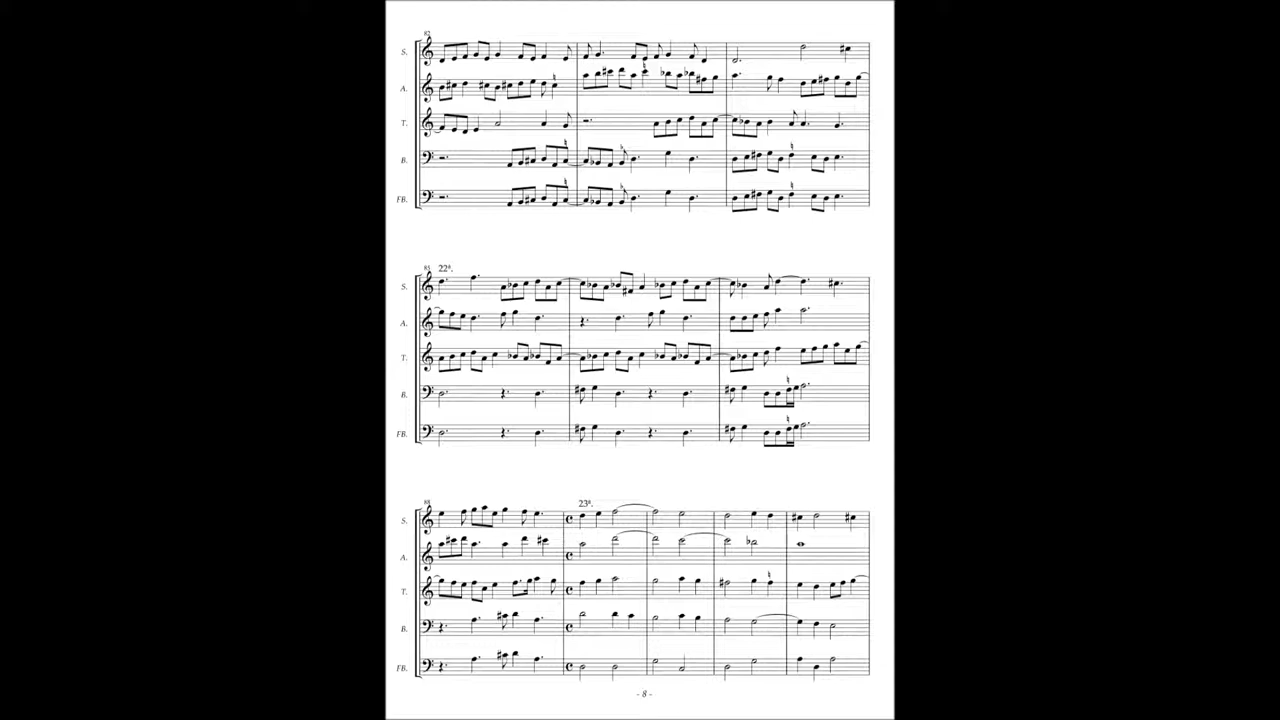 82
S.
A.
T.
B.
FB.
85 22ª.
S.
A.
T.
B.
FB.
88 23ª.
S.
A.
T.
B.
FB.
- 8 -